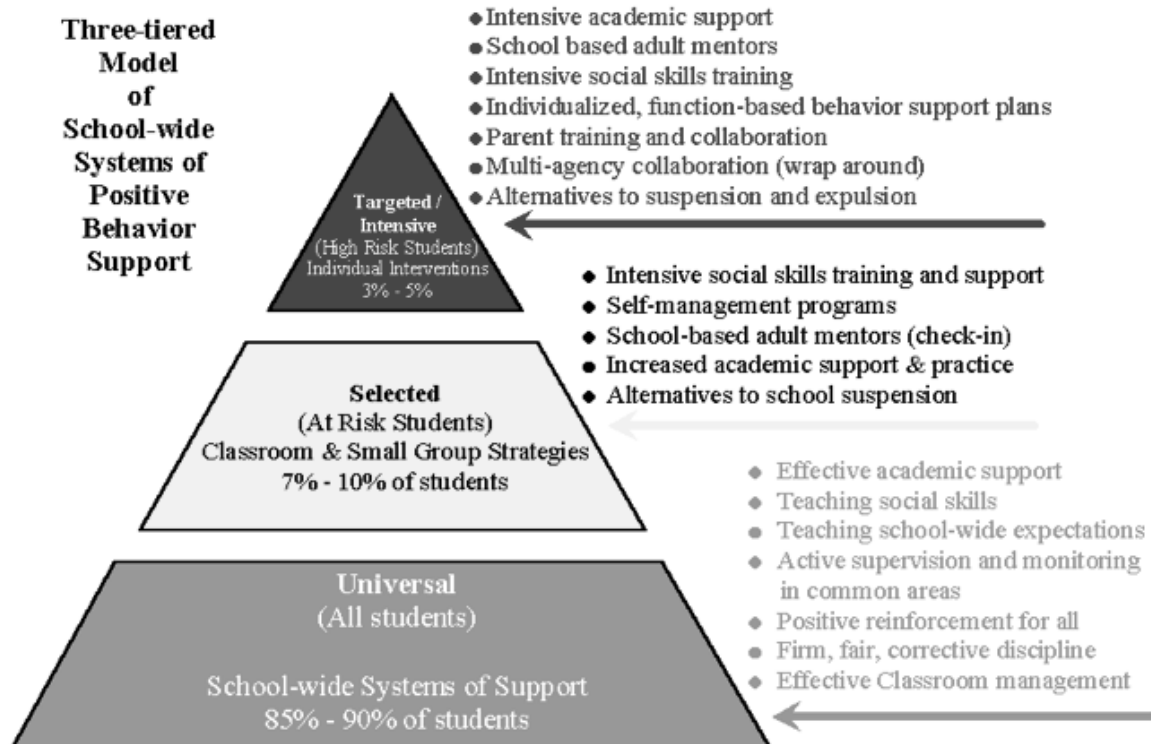 Three-tiered
Model
of
School-wide
Systems of
Positive
Behavior
Support
◆Intensive academic support
●School based adult mentors
◆Intensive social skills training
◆Individualized, function-based behavior support plans
◆Parent training and collaboration
◆Multi-agency collaboration (wrap around)
◆Alternatives to suspension and expulsion
Targeted /
Intensive
(High Risk Students)
Individual Interventions
3% - 5%
◆ Intensive social skills training and support
◆ Self-management programs
◆ School-based adult mentors (check-in)
● Increased academic support & practice
◆ Alternatives to school suspension
Selected
(At Risk Students)
Classroom & Small Group Strategies
7% - 10% of students
◆ Effective academic support
◆ Teaching social skills
● Teaching school-wide expectations
◆ Active supervision and monitoring
in common areas
◆ Positive reinforcement for all
◆ Firm, fair, corrective discipline
◆ Effective Classroom management
Universal
(All students)
School-wide Systems of Support
85% - 90% of students